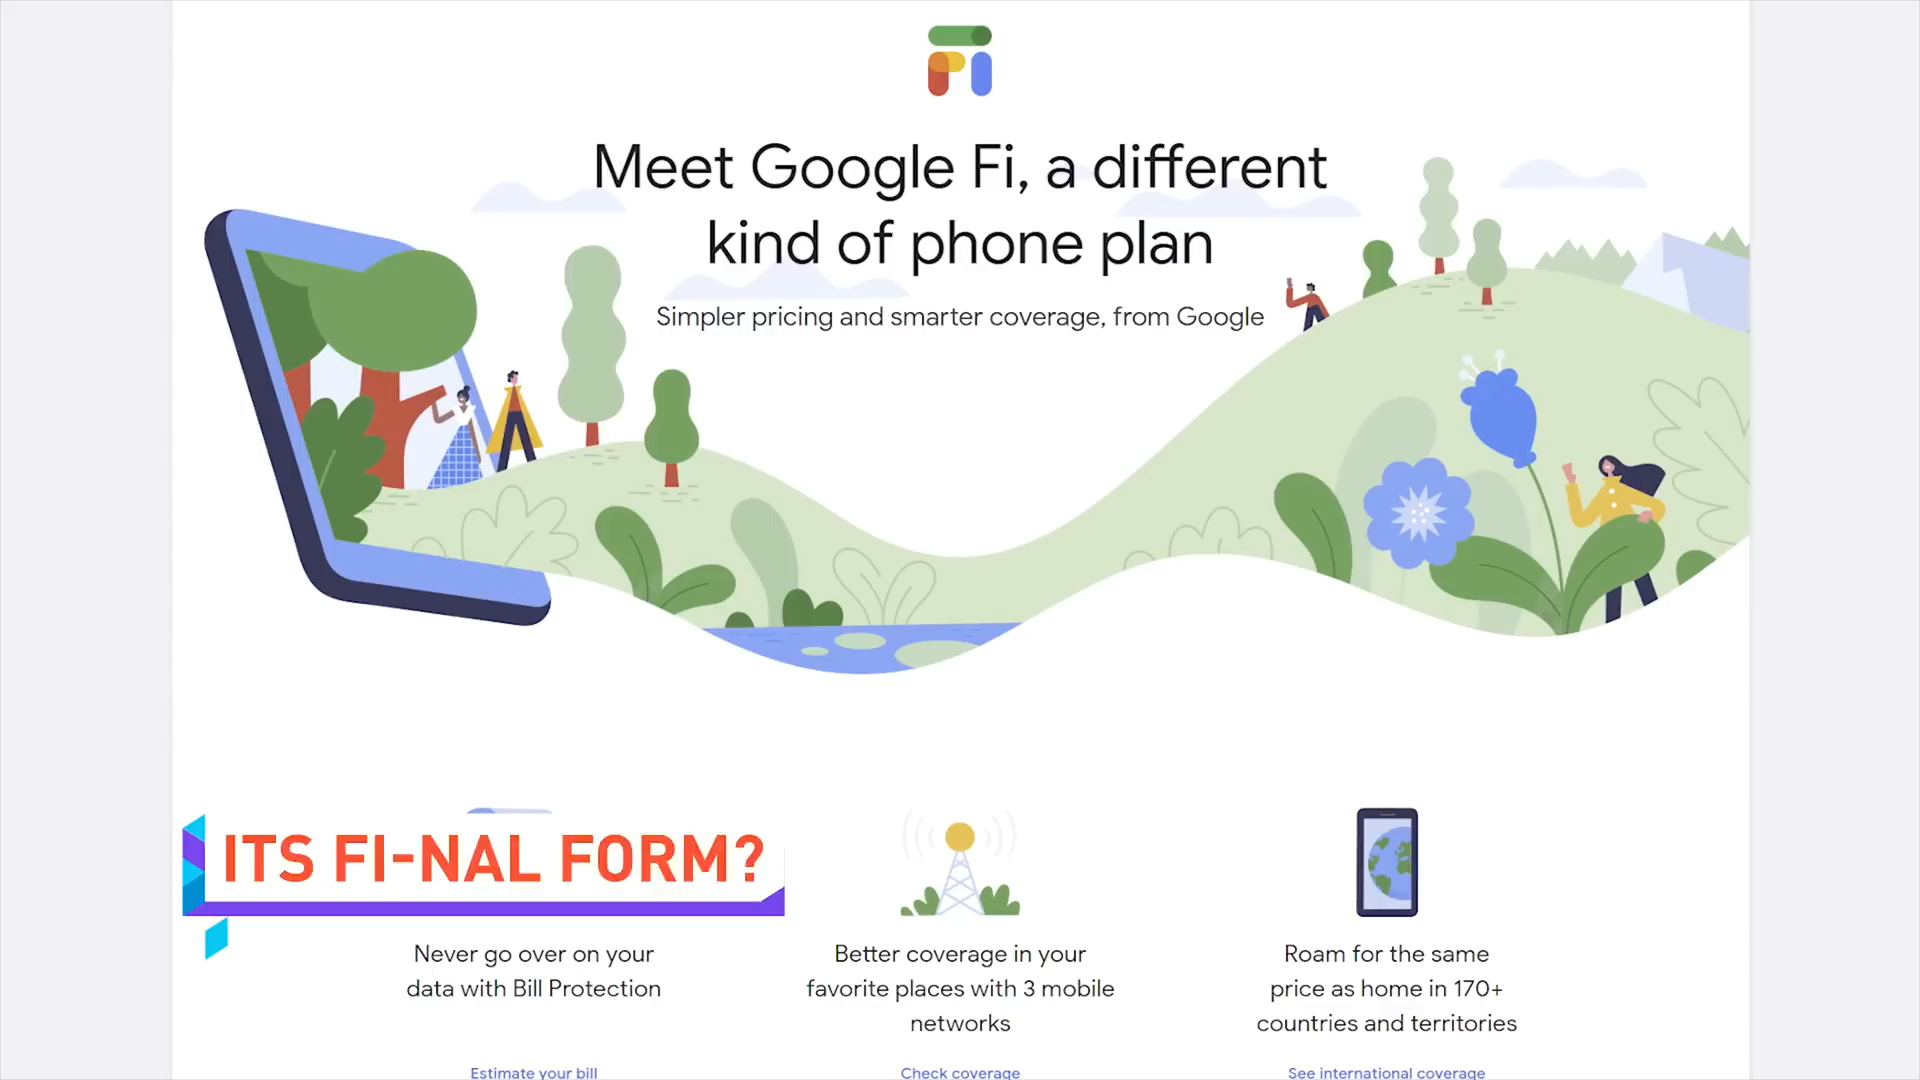 Fi
Meet Google Fi, a different
kind of phone plan
Simpler pricing and smarter coverage, from Google
ITS FI-NAL FORM?
Never go over on your
data with Bill Protection
Estimate your bill
Better coverage in your
favorite places with 3 mobile
networks
Check coverage
Roam for the same
price as home in 170+
countries and territories
See international coverage